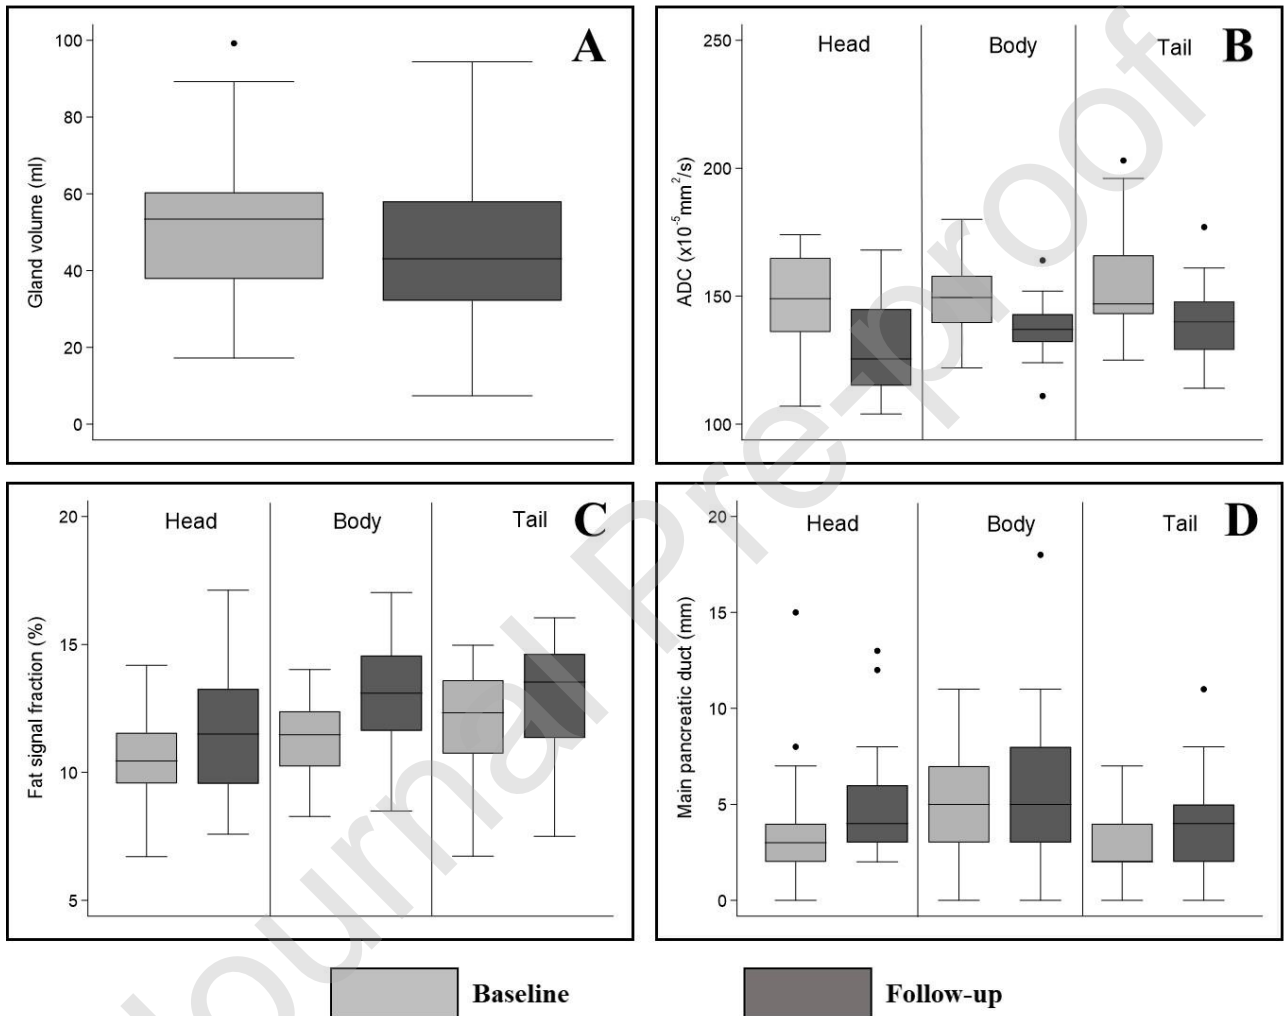 A
Gland volume (ml)
100
80
60
40
20
0
B
Head Body Tail
ADC (x10⁻⁵mm²/s)
250
200
150
100
C
Head Body Tail
Fat signal fraction (%)
20
15
10
5
D
Head Body Tail
Main pancreatic duct (mm)
20
15
10
5
0
Baseline Follow-up
Journal Pre-proof